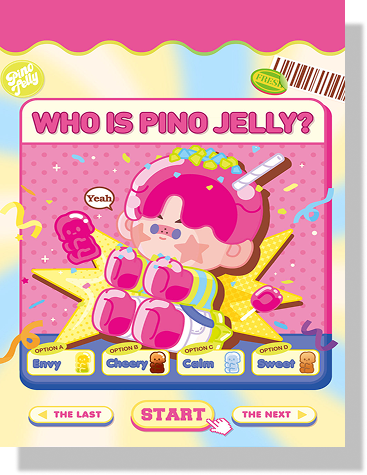 Pino
Jelly
FRESH
WHO IS PINO JELLY?
Yeah
OPTION A
Envy
OPTION B
Cheery
OPTION C
Calm
OPTION D
Sweet
THE LAST
START
THE NEXT